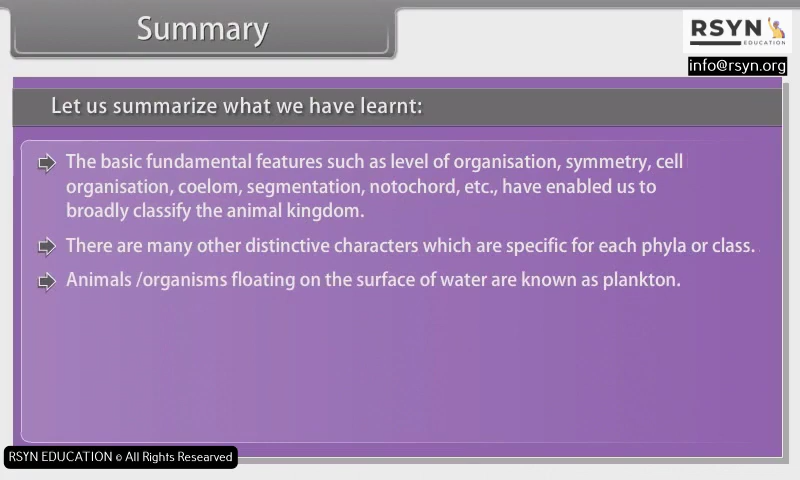 Summary
RSYN
EDUCATION
info@rsyn.org
Let us summarize what we have learnt:
The basic fundamental features such as level of organisation, symmetry, cell
organisation, coelom, segmentation, notochord, etc., have enabled us to
broadly classify the animal kingdom.
There are many other distinctive characters which are specific for each phyla or class.
Animals /organisms floating on the surface of water are known as plankton.
RSYN EDUCATION © All Rights Researved